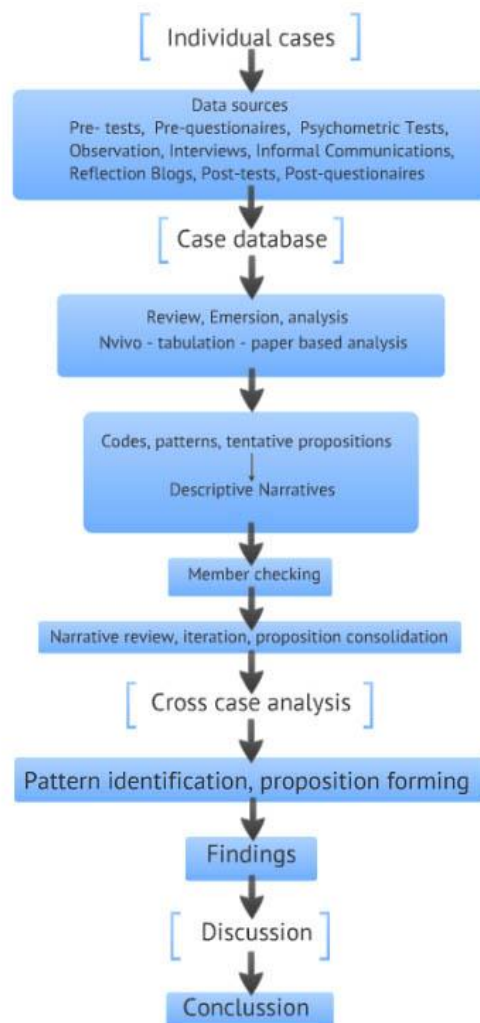 Individual cases
Data sources
Pre- tests, Pre-questionaires, Psychometric Tests,
Observation, Interviews, Informal Communications,
Reflection Blogs, Post-tests, Post-questionaires
Case database
Review, Emersion, analysis
Nvivo - tabulation - paper based analysis
Codes, patterns, tentative propositions
Descriptive Narratives
Member checking
Narrative review, iteration, proposition consolidation
Cross case analysis
Pattern identification, proposition forming
Findings
Discussion
Conclussion